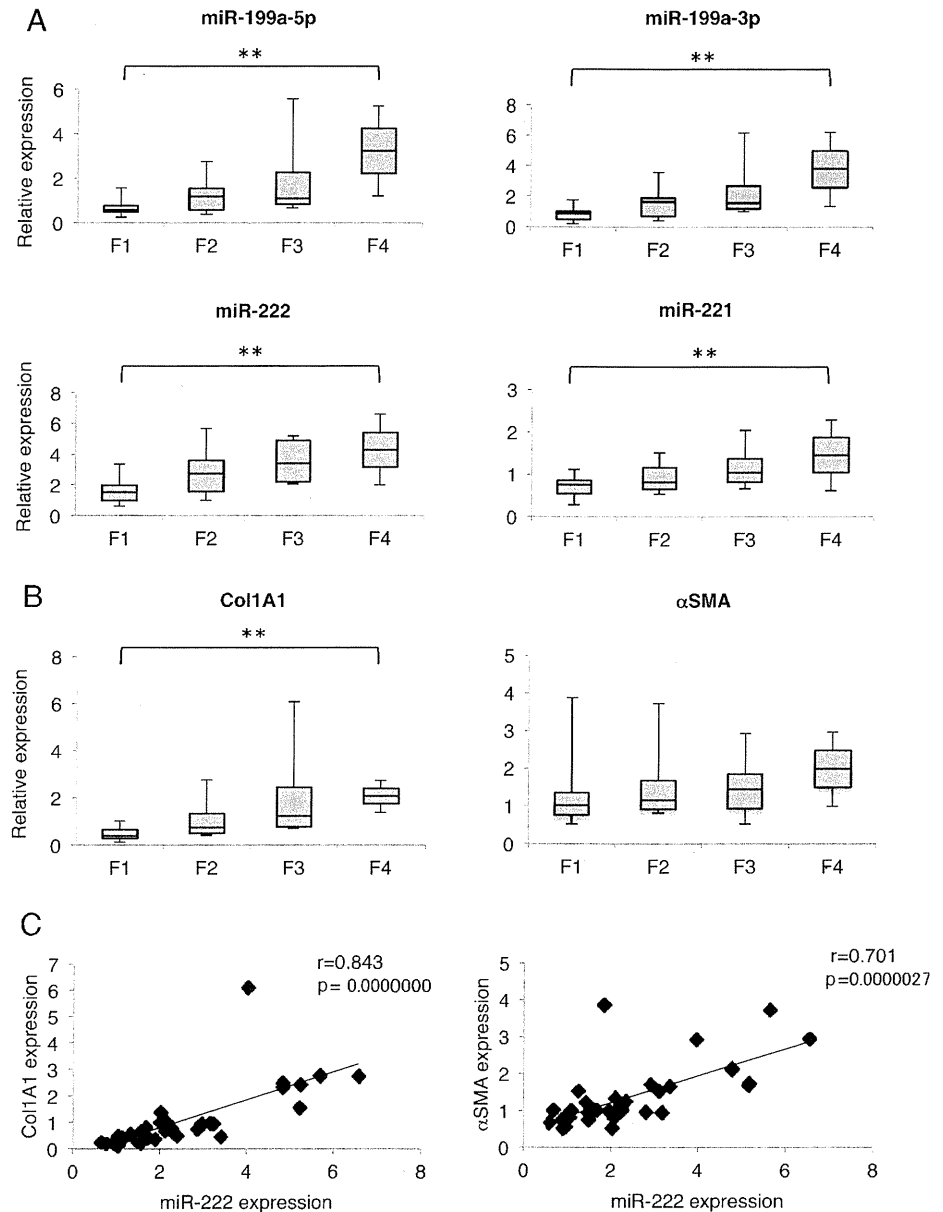 A
miR-199a-5p
miR-199a-3p
**
**
Relative expression
6
4
2
0
F1 F2 F3 F4
8
6
4
2
0
F1 F2 F3 F4
miR-222
miR-221
**
**
Relative expression
8
6
4
2
0
F1 F2 F3 F4
3
2
1
0
F1 F2 F3 F4
B
Col1A1
αSMA
**
Relative expression
8
6
4
2
0
F1 F2 F3 F4
5
4
3
2
1
0
F1 F2 F3 F4
C
r=0.843
p= 0.0000000
Col1A1 expression
7
6
5
4
3
2
1
0
0 2 4 6 8
miR-222 expression
r=0.701
p=0.0000027
αSMA expression
5
4
3
2
1
0
0 2 4 6 8
miR-222 expression